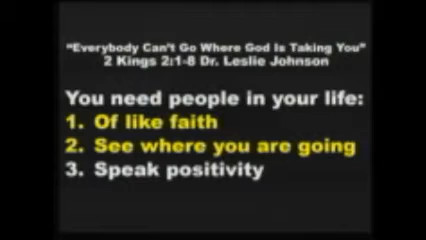 "Everybody Can't Go Where God Is Taking You"
2 Kings 2:1-8 Dr. Leslie Johnson
You need people in your life:
1. Of like faith
2. See where you are going
3. Speak positivity